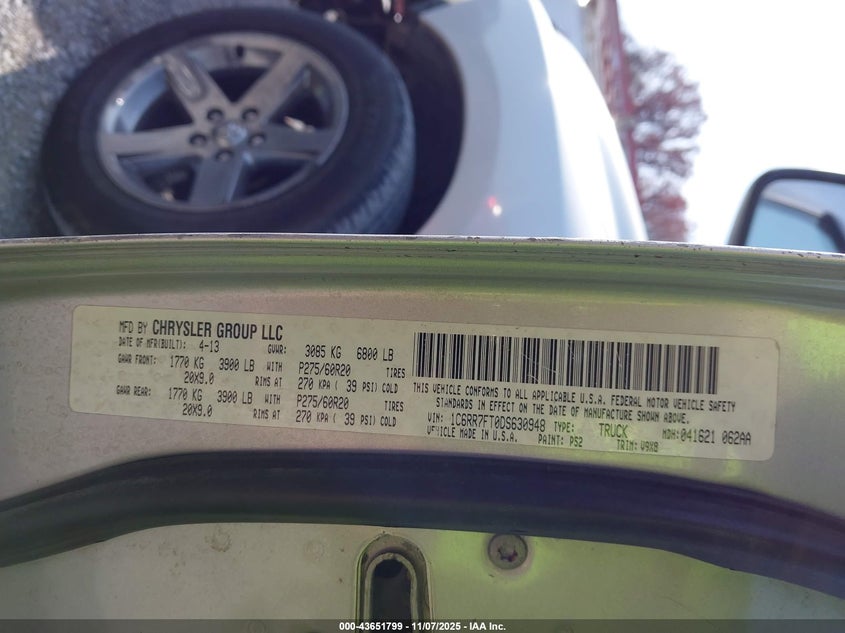 MFD BY CHRYSLER GROUP LLC
DATE OF MFR(BUILT): 4-13 GVWR: 3085 KG 6800 LB
GAWR FRONT: 1770 KG 3900 LB WITH P275/60R20 TIRES
20X9.0 RIMS AT 270 KPA ( 39 PSI) COLD
GAWR REAR: 1770 KG 3900 LB WITH P275/60R20 TIRES
20X9.0 RIMS AT 270 KPA ( 39 PSI) COLD
THIS VEHICLE CONFORMS TO ALL APPLICABLE U.S.A. FEDERAL MOTOR VEHICLE SAFETY
STANDARDS IN EFFECT ON THE DATE OF MANUFACTURE SHOWN ABOVE.
VIN: 1C6RR7FT0DS630948 TYPE: TRUCK MDH:041621 062AA
VEHICLE MADE IN U.S.A. PAINT: PS2 TRIM: V9X8
000-43651799 - 11/07/2025 - IAA Inc.